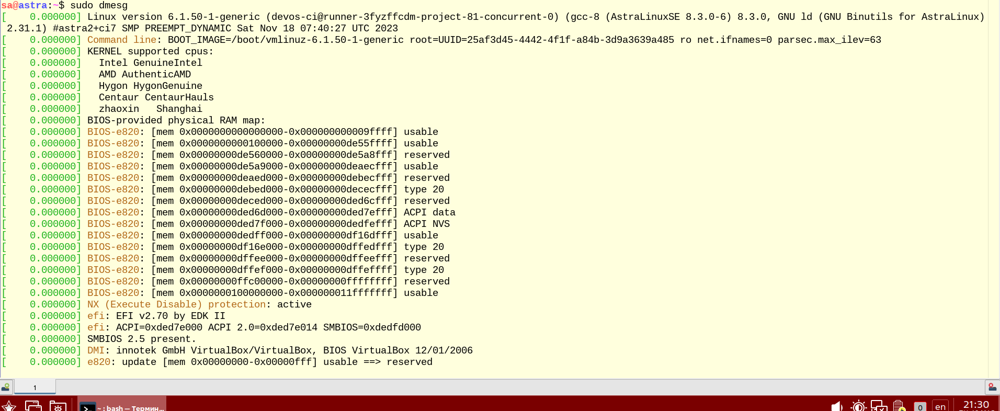 sa@astra:~$ sudo dmesg
[    0.000000] Linux version 6.1.50-1-generic (devos-ci@runner-3fyzffcdm-project-81-concurrent-0) (gcc-8 (AstraLinuxSE 8.3.0-6) 8.3.0, GNU ld (GNU Binutils for AstraLinux)
 2.31.1) #astra2+ci7 SMP PREEMPT_DYNAMIC Sat Nov 18 07:40:27 UTC 2023
[    0.000000] Command line: BOOT_IMAGE=/boot/vmlinuz-6.1.50-1-generic root=UUID=25af3d45-4442-4f1f-a84b-3d9a3639a485 ro net.ifnames=0 parsec.max_ilev=63
[    0.000000] KERNEL supported cpus:
[    0.000000]   Intel GenuineIntel
[    0.000000]   AMD AuthenticAMD
[    0.000000]   Hygon HygonGenuine
[    0.000000]   Centaur CentaurHauls
[    0.000000]   zhaoxin   Shanghai
[    0.000000] BIOS-provided physical RAM map:
[    0.000000] BIOS-e820: [mem 0x0000000000000000-0x000000000009ffff] usable
[    0.000000] BIOS-e820: [mem 0x0000000000100000-0x00000000de55ffff] usable
[    0.000000] BIOS-e820: [mem 0x00000000de560000-0x00000000de5a8fff] reserved
[    0.000000] BIOS-e820: [mem 0x00000000de5a9000-0x00000000deaecfff] usable
[    0.000000] BIOS-e820: [mem 0x00000000deaed000-0x00000000debecfff] reserved
[    0.000000] BIOS-e820: [mem 0x00000000debed000-0x00000000dececfff] type 20
[    0.000000] BIOS-e820: [mem 0x00000000deced000-0x00000000ded6cfff] reserved
[    0.000000] BIOS-e820: [mem 0x00000000ded6d000-0x00000000ded7efff] ACPI data
[    0.000000] BIOS-e820: [mem 0x00000000ded7f000-0x00000000dedfefff] ACPI NVS
[    0.000000] BIOS-e820: [mem 0x00000000dedff000-0x00000000df16dfff] usable
[    0.000000] BIOS-e820: [mem 0x00000000df16e000-0x00000000dffedfff] type 20
[    0.000000] BIOS-e820: [mem 0x00000000dffee000-0x00000000dffeefff] reserved
[    0.000000] BIOS-e820: [mem 0x00000000dffef000-0x00000000dffeffff] type 20
[    0.000000] BIOS-e820: [mem 0x00000000ffc00000-0x00000000ffffffff] reserved
[    0.000000] BIOS-e820: [mem 0x0000000100000000-0x000000011fffffff] usable
[    0.000000] NX (Execute Disable) protection: active
[    0.000000] efi: EFI v2.70 by EDK II
[    0.000000] efi: ACPI=0xded7e000 ACPI 2.0=0xded7e014 SMBIOS=0xdedfd000
[    0.000000] SMBIOS 2.5 present.
[    0.000000] DMI: innotek GmbH VirtualBox/VirtualBox, BIOS VirtualBox 12/01/2006
[    0.000000] e820: update [mem 0x00000000-0x00000fff] usable ==> reserved
1
~ : bash — Термин...
0 en 21:30